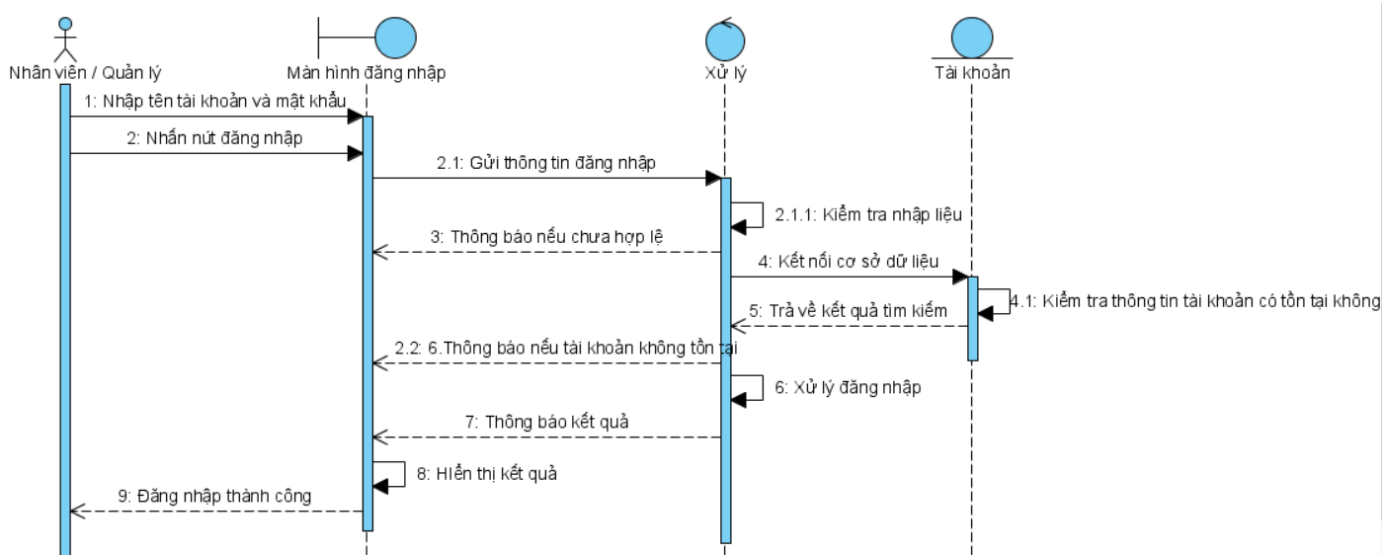 Nhân viên / Quản lý
Màn hình đăng nhập
Xử lý
Tài khoản
1: Nhập tên tài khoản và mật khẩu
2: Nhấn nút đăng nhập
2.1: Gửi thông tin đăng nhập
2.1.1: Kiểm tra nhập liệu
3: Thông báo nếu chưa hợp lệ
4: Kết nối cơ sở dữ liệu
4.1: Kiểm tra thông tin tài khoản có tồn tại không
5: Trả về kết quả tìm kiếm
2.2: 6.Thông báo nếu tài khoản không tồn tại
6: Xử lý đăng nhập
7: Thông báo kết quả
8: HIển thị kết quả
9: Đăng nhập thành công